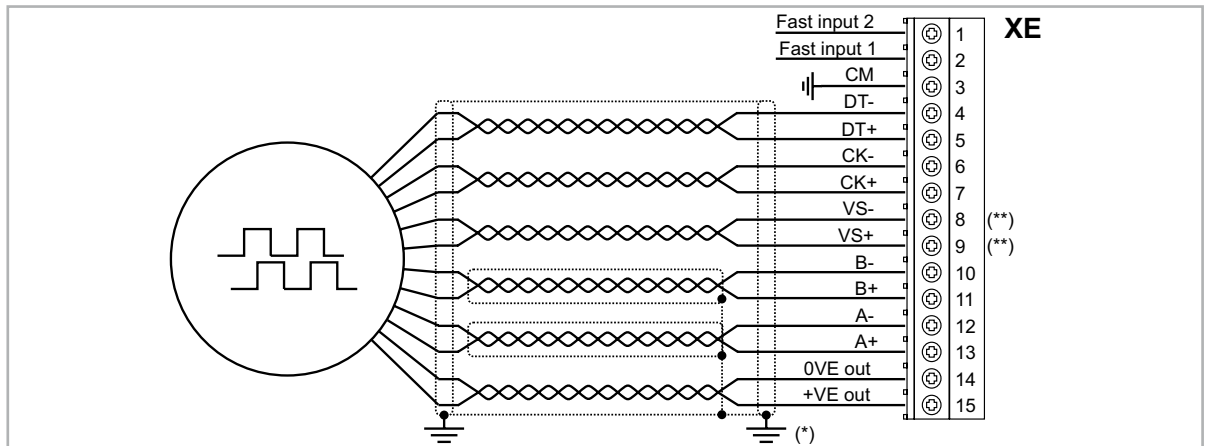 Fast input 2 1 XE
Fast input 1 2
CM 3
DT- 4
DT+ 5
CK- 6
CK+ 7
VS- 8 (**)
VS+ 9 (**)
B- 10
B+ 11
A- 12
A+ 13
0VE out 14
+VE out 15
(*)